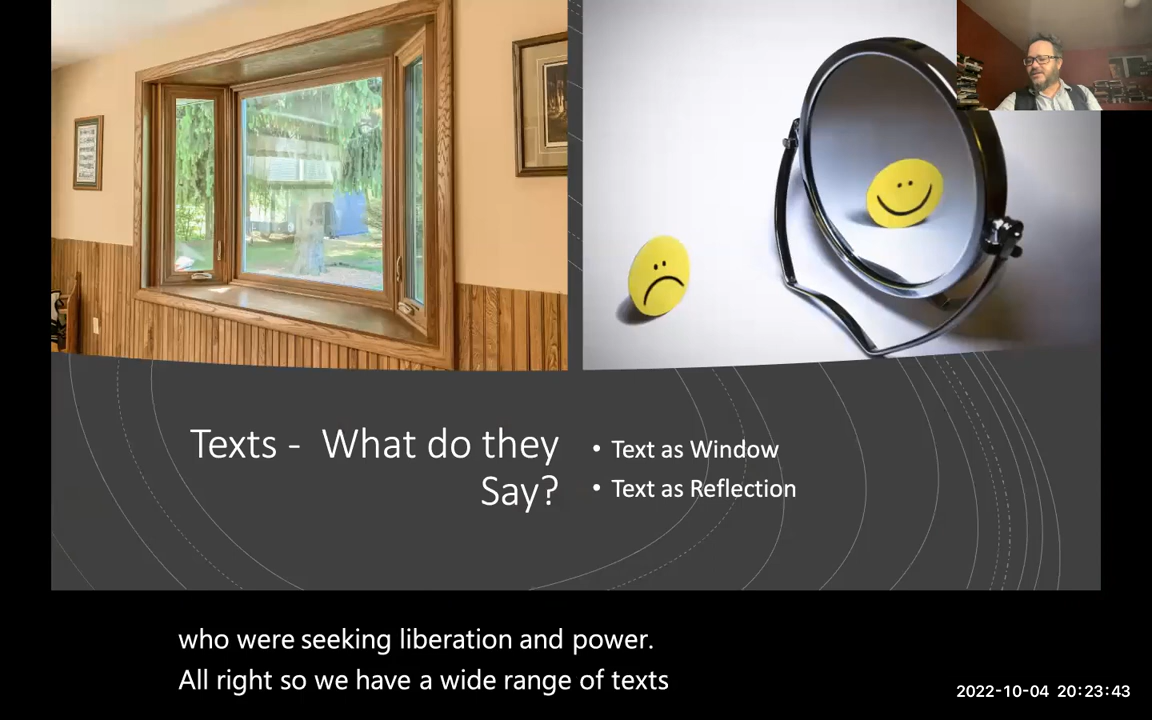 Texts -  What do they
Say?
• Text as Window
• Text as Reflection
who were seeking liberation and power.
All right so we have a wide range of texts
2022-10-04 20:23:43